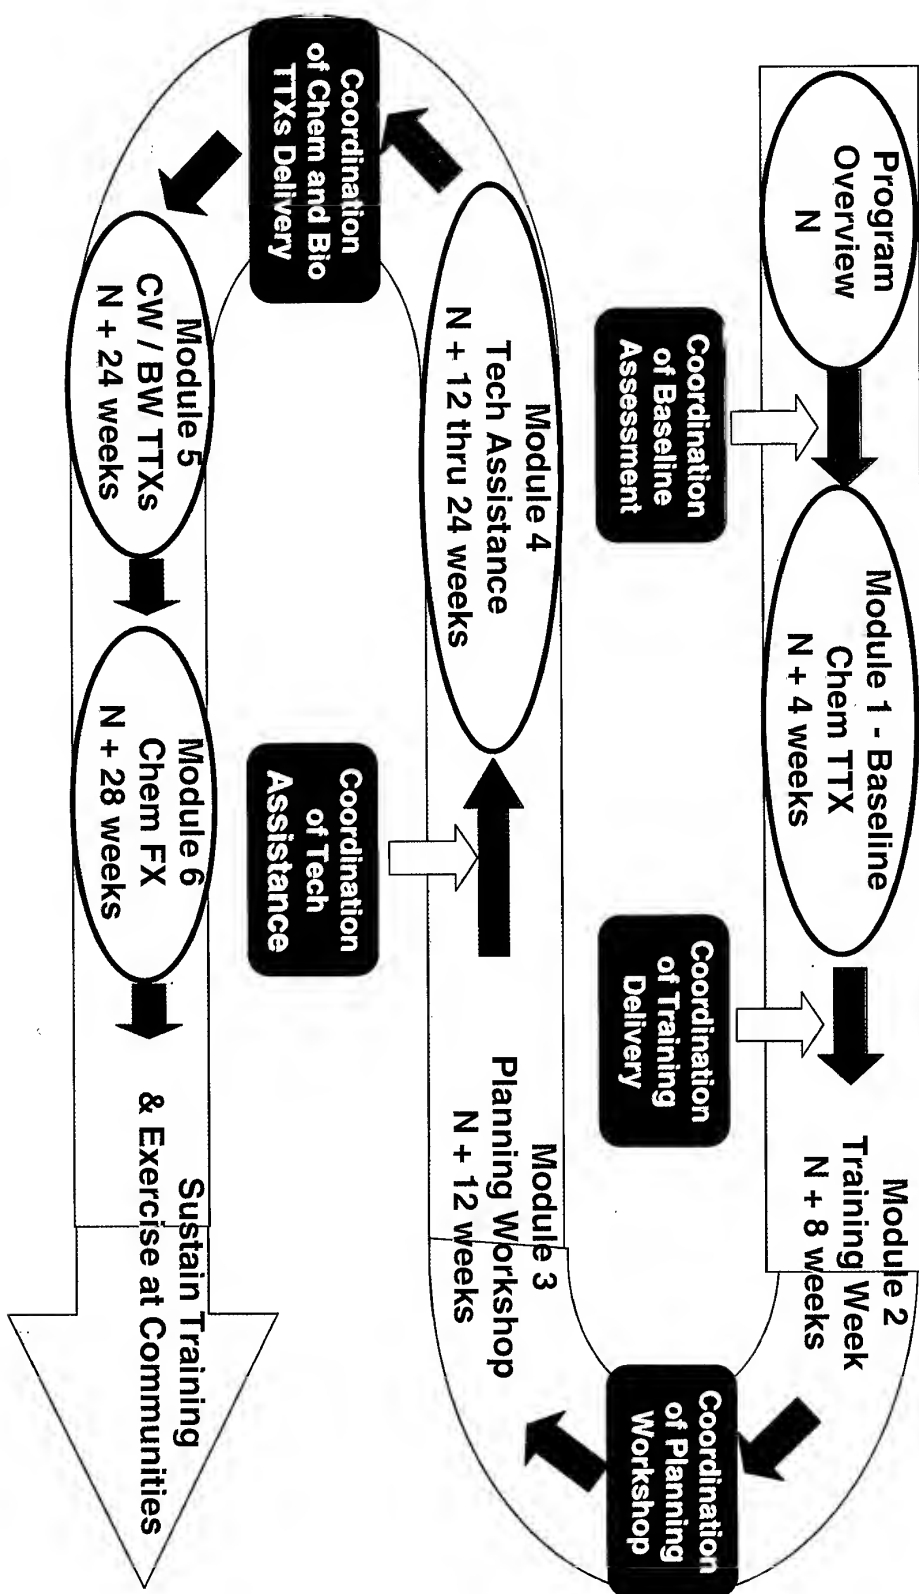 Program
Overview
N
Coordination
of Baseline
Assessment
Module 1 - Baseline
Chem TTX
N + 4 weeks
Coordination
of Training
Delivery
Module 2
Training Week
N + 8 weeks
Coordination
of Planning
Workshop
Module 3
Planning Workshop
N + 12 weeks
Coordination
of Tech
Assistance
Module 4
Tech Assistance
N + 12 thru 24 weeks
Coordination
of Chem and Bio
TTXs Delivery
Module 5
CW / BW TTXs
N + 24 weeks
Module 6
Chem FX
N + 28 weeks
Sustain Training
& Exercise at Communities